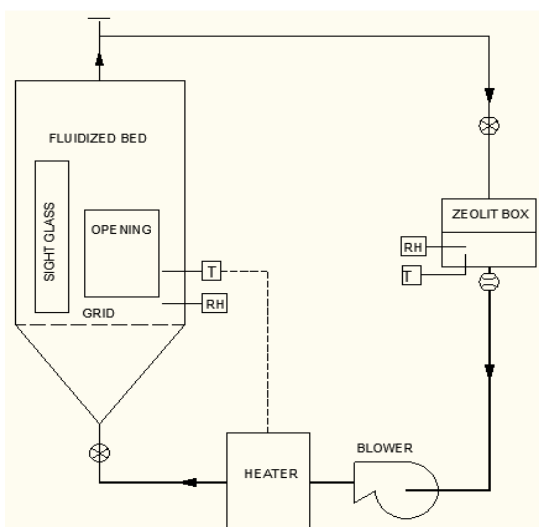 FLUIDIZED BED
SIGHT GLASS
OPENING
T
RH
GRID
ZEOLIT BOX
RH
T
HEATER
BLOWER